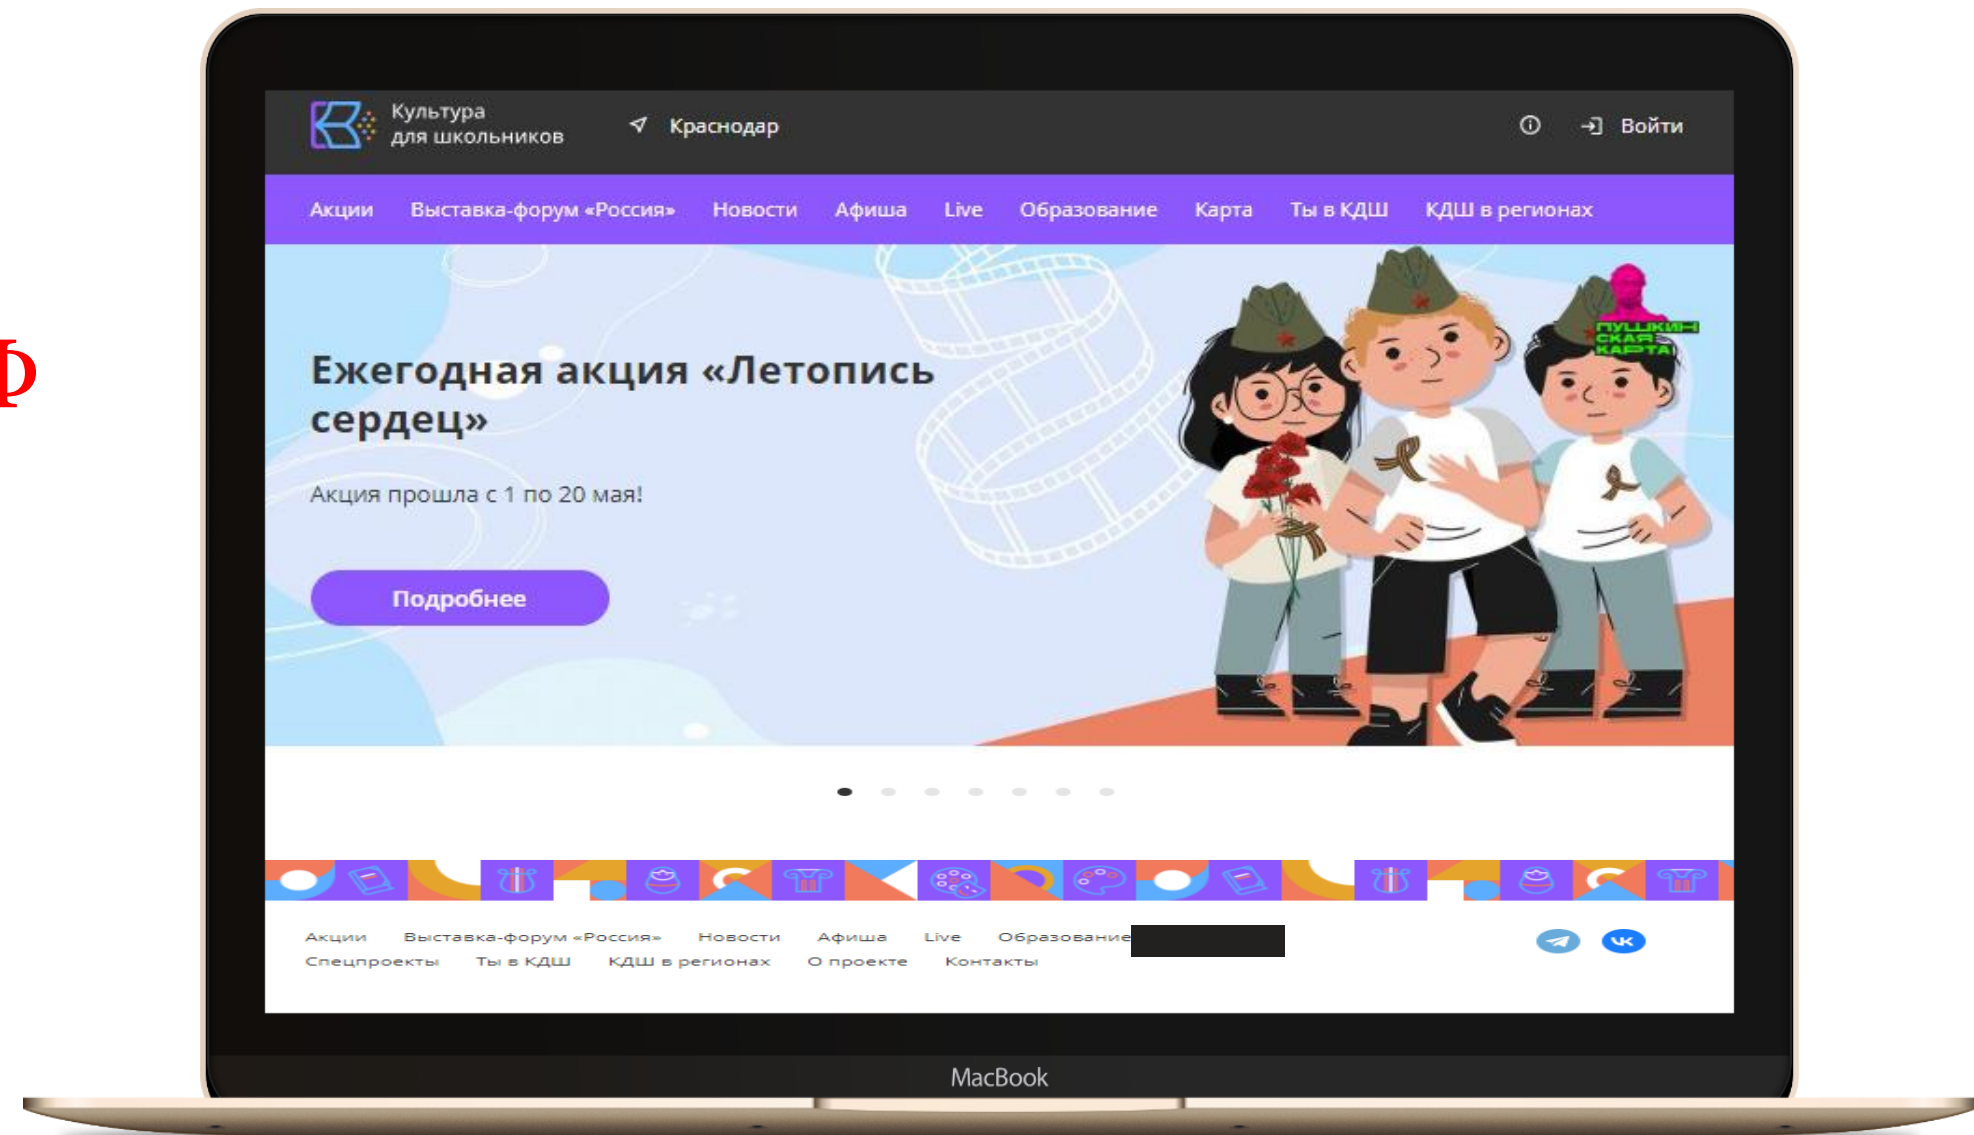 Культура
для школьников
Краснодар
Войти
Акции Выставка-форум «Россия» Новости Афиша Live Образование Карта Ты в КДШ КДШ в регионах
Ф
ПУШКИН
СКАЯ
КАРТА
Ежегодная акция «Летопись
сердец»
Акция прошла с 1 по 20 мая!
Подробнее
Акции Выставка-форум «Россия» Новости Афиша Live Образование
Спецпроекты Ты в КДШ КДШ в регионах О проекте Контакты
MacBook